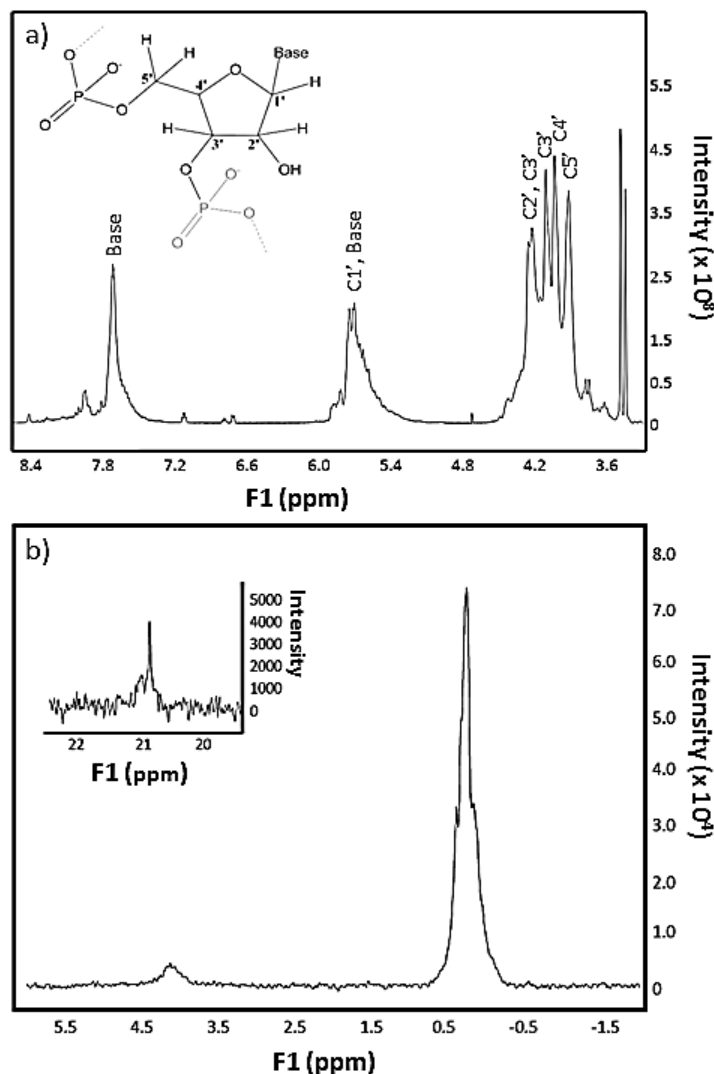 a)
Base
H
H
O
O
O⁻
P
O
O
5'
4'
1'
H
H
3'
2'
H
O
OH
O⁻
P
O
O
Base
C1', Base
C2', C3'
C3'
C4'
C5'
5.5
4.5
3.5
2.5
1.5
0.5
0
Intensity (x 10⁸)
8.4 7.8 7.2 6.6 6.0 5.4 4.8 4.2 3.6
F1 (ppm)
b)
5000
4000
3000
2000
1000
0
Intensity
22 21 20
F1 (ppm)
8.0
7.0
6.0
5.0
4.0
3.0
2.0
1.0
0
Intensity (x 10⁴)
5.5 4.5 3.5 2.5 1.5 0.5 -0.5 -1.5
F1 (ppm)